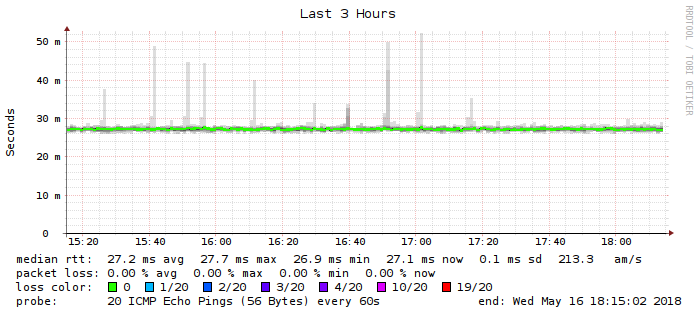 Last 3 Hours
RRDTOOL / TOBI OETIKER
Seconds
50 m
40 m
30 m
20 m
10 m
0
15:20 15:40 16:00 16:20 16:40 17:00 17:20 17:40 18:00
median rtt: 27.2 ms avg 27.7 ms max 26.9 ms min 27.1 ms now 0.1 ms sd 213.3 am/s
packet loss: 0.00 % avg 0.00 % max 0.00 % min 0.00 % now
loss color: 0 1/20 2/20 3/20 4/20 10/20 19/20
probe: 20 ICMP Echo Pings (56 Bytes) every 60s end: Wed May 16 18:15:02 2018